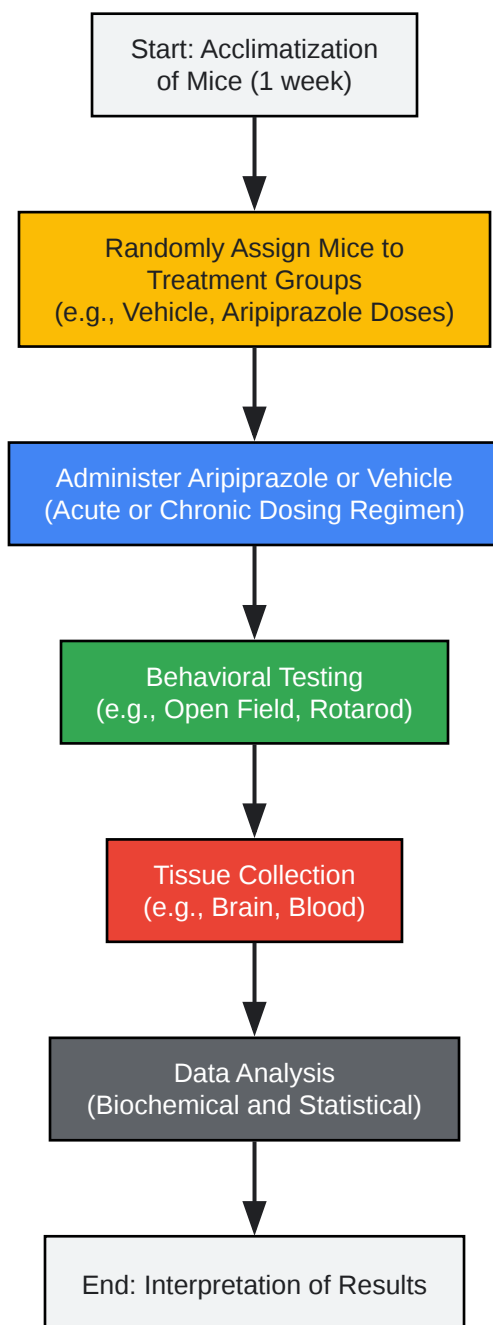 Start: Acclimatization
of Mice (1 week)
Randomly Assign Mice to
Treatment Groups
(e.g., Vehicle, Aripiprazole Doses)
Administer Aripiprazole or Vehicle
(Acute or Chronic Dosing Regimen)
Behavioral Testing
(e.g., Open Field, Rotarod)
Tissue Collection
(e.g., Brain, Blood)
Data Analysis
(Biochemical and Statistical)
End: Interpretation of Results